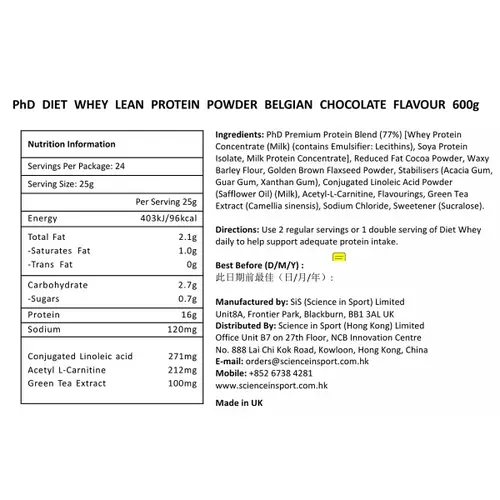 PhD DIET WHEY LEAN PROTEIN POWDER BELGIAN CHOCOLATE FLAVOUR 600g
Nutrition Information
Servings Per Package: 24
Serving Size: 25g
Per Serving 25g
Energy 403kJ/96kcal
Total Fat 2.1g
-Saturates Fat 1.0g
-Trans Fat 0g
Carbohydrate 2.7g
-Sugars 0.7g
Protein 16g
Sodium 120mg
Conjugated Linoleic acid 271mg
Acetyl L-Carnitine 212mg
Green Tea Extract 100mg
Ingredients: PhD Premium Protein Blend (77%) [Whey Protein
Concentrate (Milk) (contains Emulsifier: Lecithins), Soya Protein
Isolate, Milk Protein Concentrate], Reduced Fat Cocoa Powder, Waxy
Barley Flour, Golden Brown Flaxseed Powder, Stabilisers (Acacia Gum,
Guar Gum, Xanthan Gum), Conjugated Linoleic Acid Powder
(Safflower Oil) (Milk), Acetyl-L-Carnitine, Flavourings, Green Tea
Extract (Camellia sinensis), Sodium Chloride, Sweetener (Sucralose).
Directions: Use 2 regular servings or 1 double serving of Diet Whey
daily to help support adequate protein intake.
Best Before (D/M/Y) :
此日期前最佳（日/月/年）:
Manufactured by: SiS (Science in Sport) Limited
Unit8A, Frontier Park, Blackburn, BB1 3AL UK
Distributed By: Science in Sport (Hong Kong) Limited
Office Unit B7 on 27th Floor, NCB Innovation Centre
No. 888 Lai Chi Kok Road, Kowloon, Hong Kong, China
E-mail: orders@scienceinsport.com.hk
Mobile: +852 6738 4281
www.scienceinsport.com.hk
Made in UK